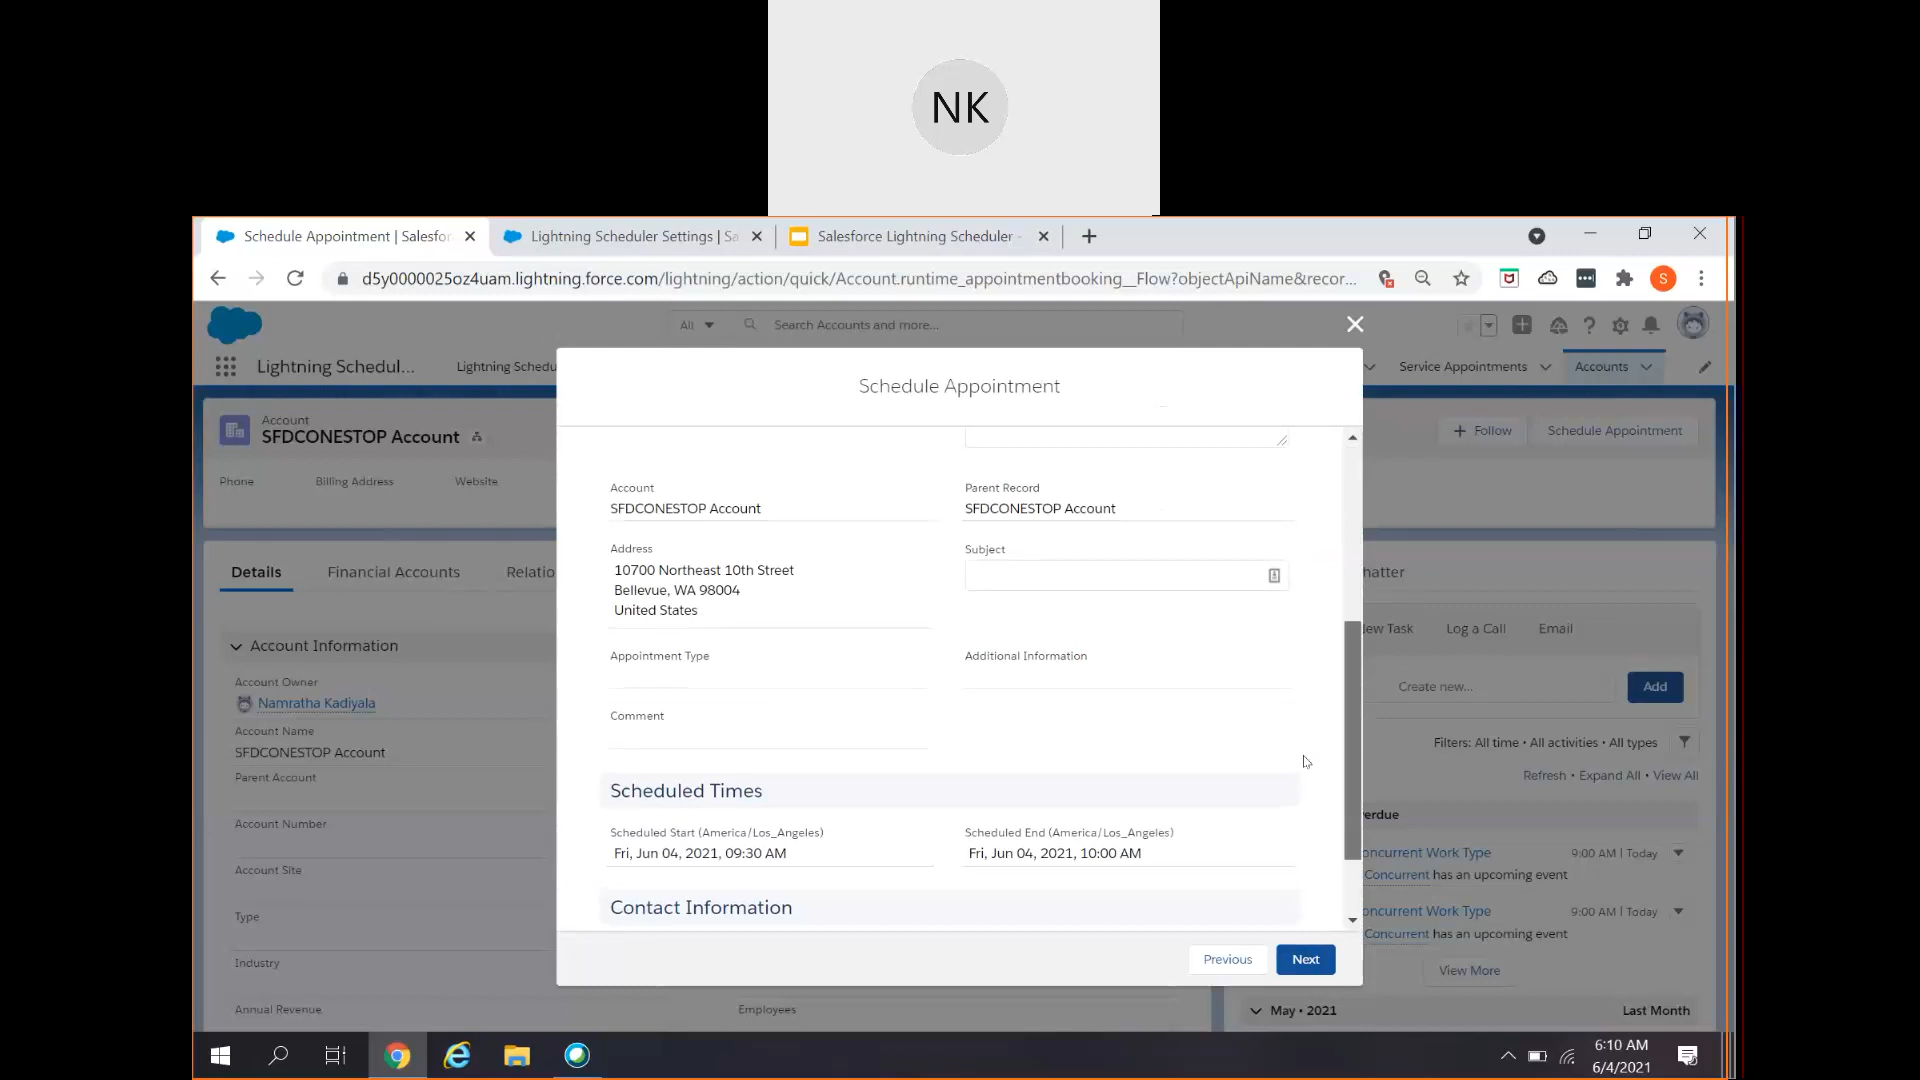 NK
Schedule Appointment | Salesfor
Lightning Scheduler Settings | Sa
Salesforce Lightning Scheduler -
d5y0000025oz4uam.lightning.force.com/lightning/action/quick/Account.runtime_appointmentbooking__Flow?objectApiName&recor...
S
All
Search Accounts and more...
Lightning Schedul...
Lightning Schedu
Service Appointments
Accounts
Schedule Appointment
Account
SFDCONESTOP Account
Follow
Schedule Appointment
Phone
Billing Address
Website
Account
SFDCONESTOP Account
Parent Record
SFDCONESTOP Account
Address
10700 Northeast 10th Street
Bellevue, WA 98004
United States
Subject
Appointment Type
Additional Information
Comment
Scheduled Times
Scheduled Start (America/Los_Angeles)
Fri, Jun 04, 2021, 09:30 AM
Scheduled End (America/Los_Angeles)
Fri, Jun 04, 2021, 10:00 AM
Contact Information
Previous
Next
Details
Financial Accounts
Relatio
Account Information
Account Owner
Namratha Kadiyala
Account Name
SFDCONESTOP Account
Parent Account
Account Number
Account Site
Type
Industry
Annual Revenue
Employees
hatter
ew Task
Log a Call
Email
Create new...
Add
Filters: All time • All activities • All types
Refresh • Expand All • View All
erdue
oncurrent Work Type
9:00 AM | Today
Concurrent has an upcoming event
oncurrent Work Type
9:00 AM | Today
Concurrent has an upcoming event
View More
May • 2021
Last Month
6:10 AM
6/4/2021